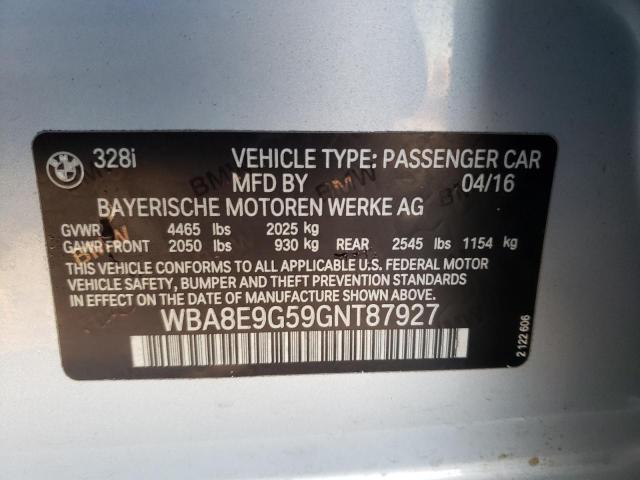 328i VEHICLE TYPE: PASSENGER CAR
MFD BY 04/16
BAYERISCHE MOTOREN WERKE AG
GVWR 4465 lbs 2025 kg
GAWR FRONT 2050 lbs 930 kg REAR 2545 lbs 1154 kg
THIS VEHICLE CONFORMS TO ALL APPLICABLE U.S. FEDERAL MOTOR
VEHICLE SAFETY, BUMPER AND THEFT PREVENTION STANDARDS
IN EFFECT ON THE DATE OF MANUFACTURE SHOWN ABOVE.
WBA8E9G59GNT87927
2 122 606